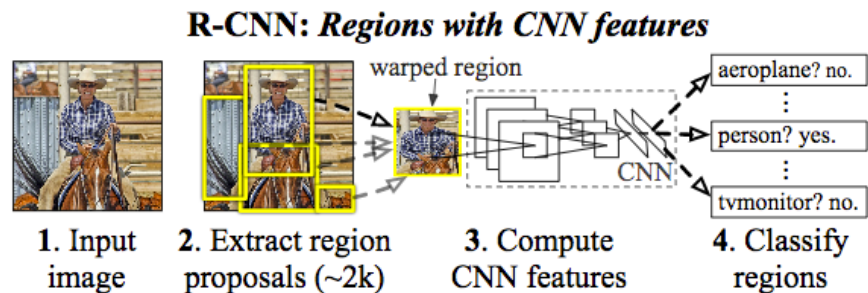 R-CNN: Regions with CNN features
warped region
aeroplane? no.
⋮
person? yes.
⋮
tvmonitor? no.
CNN
1. Input
image
2. Extract region
proposals (~2k)
3. Compute
CNN features
4. Classify
regions